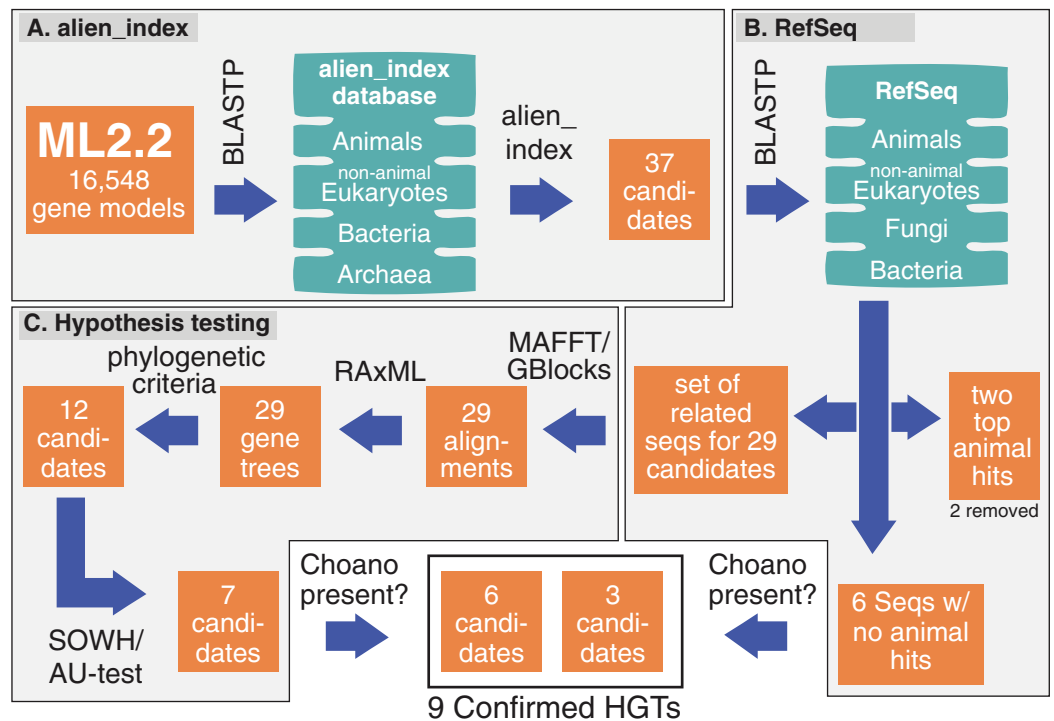 A. alien_index
ML2.2
16,548
gene models
BLASTP
alien_index
database
Animals
non-animal
Eukaryotes
Bacteria
Archaea
alien_
index
37
candi-
dates
B. RefSeq
BLASTP
RefSeq
Animals
non-animal
Eukaryotes
Fungi
Bacteria
set of
related
seqs for 29
candidates
two
top
animal
hits
2 removed
6 Seqs w/
no animal
hits
C. Hypothesis testing
MAFFT/
GBlocks
29
align-
ments
RAxML
29
gene
trees
phylogenetic
criteria
12
candi-
dates
SOWH/
AU-test
7
candi-
dates
Choano
present?
6
candi-
dates
3
candi-
dates
Choano
present?
9 Confirmed HGTs